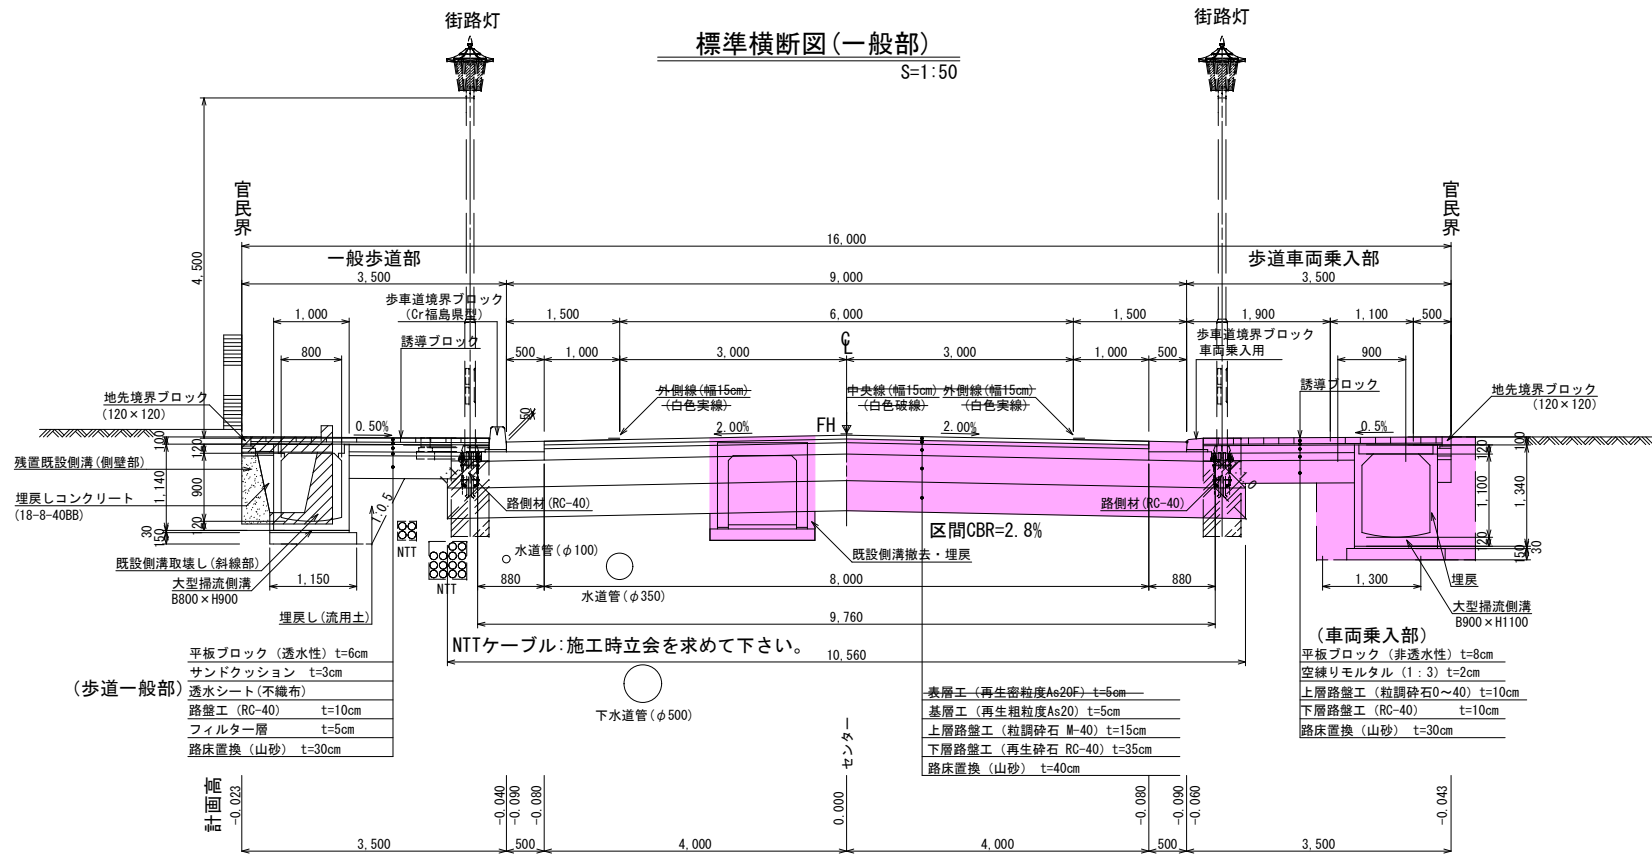 街路灯
街路灯
標準横断図(一般部)
S=1:50
4,500
官民界
官民界
16,000
一般歩道部
歩道車両乗入部
3,500
9,000
3,500
歩車道境界ブロック
(Cr福島県型)
1,000
1,500
6,000
1,500
1,900
1,100
500
誘導ブロック
歩車道境界ブロック
車両乗入用
800
500
1,000
3,000
3,000
1,000
500
900
CL
地先境界ブロック
(120×120)
外側線(幅15cm)
(白色実線)
中央線(幅15cm)
(白色破線)
外側線(幅15cm)
(白色実線)
誘導ブロック
地先境界ブロック
(120×120)
0.50%
2.00%
FH
2.00%
0.5%
100
120
1,140
900
120
30
150
残置既設側溝(側壁部)
埋戻しコンクリート
(18-8-40BB)
1:0.5
路側材(RC-40)
路側材(RC-40)
120
100
1,100
1,340
120
150
30
区間CBR=2.8%
既設側溝撤去・埋戻
既設側溝取壊し(斜線部)
大型掃流側溝
B800×H900
1,150
埋戻し(流用土)
NTT
NTT
水道管(φ100)
水道管(φ350)
880
8,000
880
9,760
10,560
1,300
埋戻
大型掃流側溝
B900×H1100
NTTケーブル:施工時立会を求めて下さい。
下水道管(φ500)
(歩道一般部)
平板ブロック(透水性) t=6cm
サンドクッション t=3cm
透水シート(不織布)
路盤工(RC-40) t=10cm
フィルター層 t=5cm
路床置換(山砂) t=30cm
表層工(再生密粒度As20F) t=5cm
基層工(再生粗粒度As20) t=5cm
上層路盤工(粒調砕石 M-40) t=15cm
下層路盤工(再生砕石 RC-40) t=35cm
路床置換(山砂) t=40cm
(車両乗入部)
平板ブロック(非透水性) t=8cm
空練りモルタル(1:3) t=2cm
上層路盤工(粒調砕石0～40) t=10cm
下層路盤工(RC-40) t=10cm
路床置換(山砂) t=30cm
センター
計画高
-0.023
-0.040
-0.090
-0.080
0.000
-0.080
-0.090
-0.060
-0.043
3,500
500
4,000
4,000
500
3,500